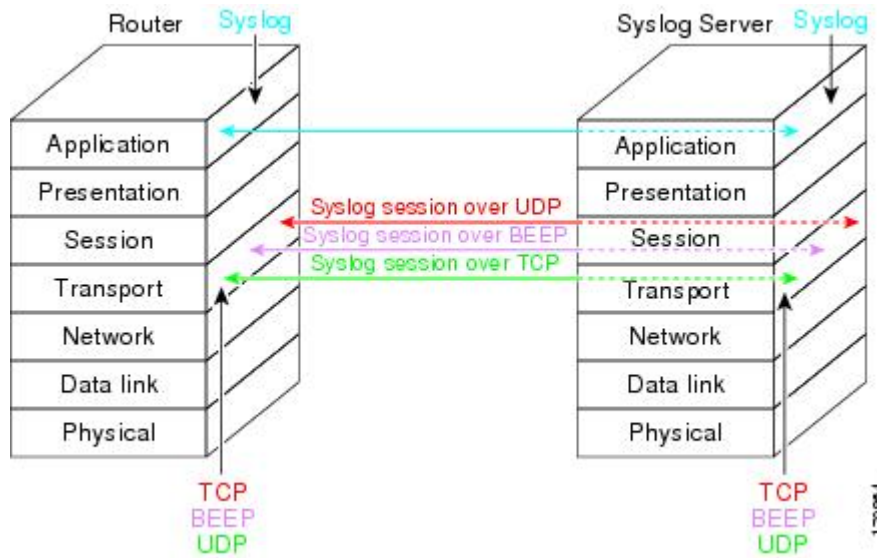 Router Syslog
Syslog Server Syslog
Application
Presentation
Session
Transport
Network
Data link
Physical
Syslog session over UDP
Syslog session over BEEP
Syslog session over TCP
Application
Presentation
Session
Transport
Network
Data link
Physical
TCP
BEEP
UDP
TCP
BEEP
UDP